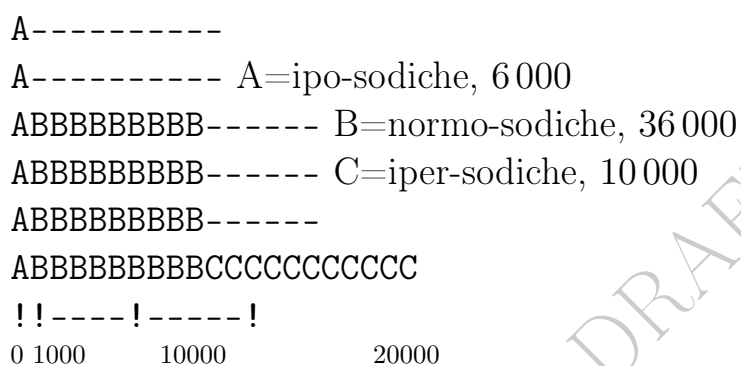 A----------
A---------- A=ipo-sodiche, 6 000
ABBBBBBBBB------ B=normo-sodiche, 36 000
ABBBBBBBBB------ C=iper-sodiche, 10 000
ABBBBBBBBB------
ABBBBBBBBBCCCCCCCCCCC
!!----!-----!
0 1000 10000 20000
DRAF